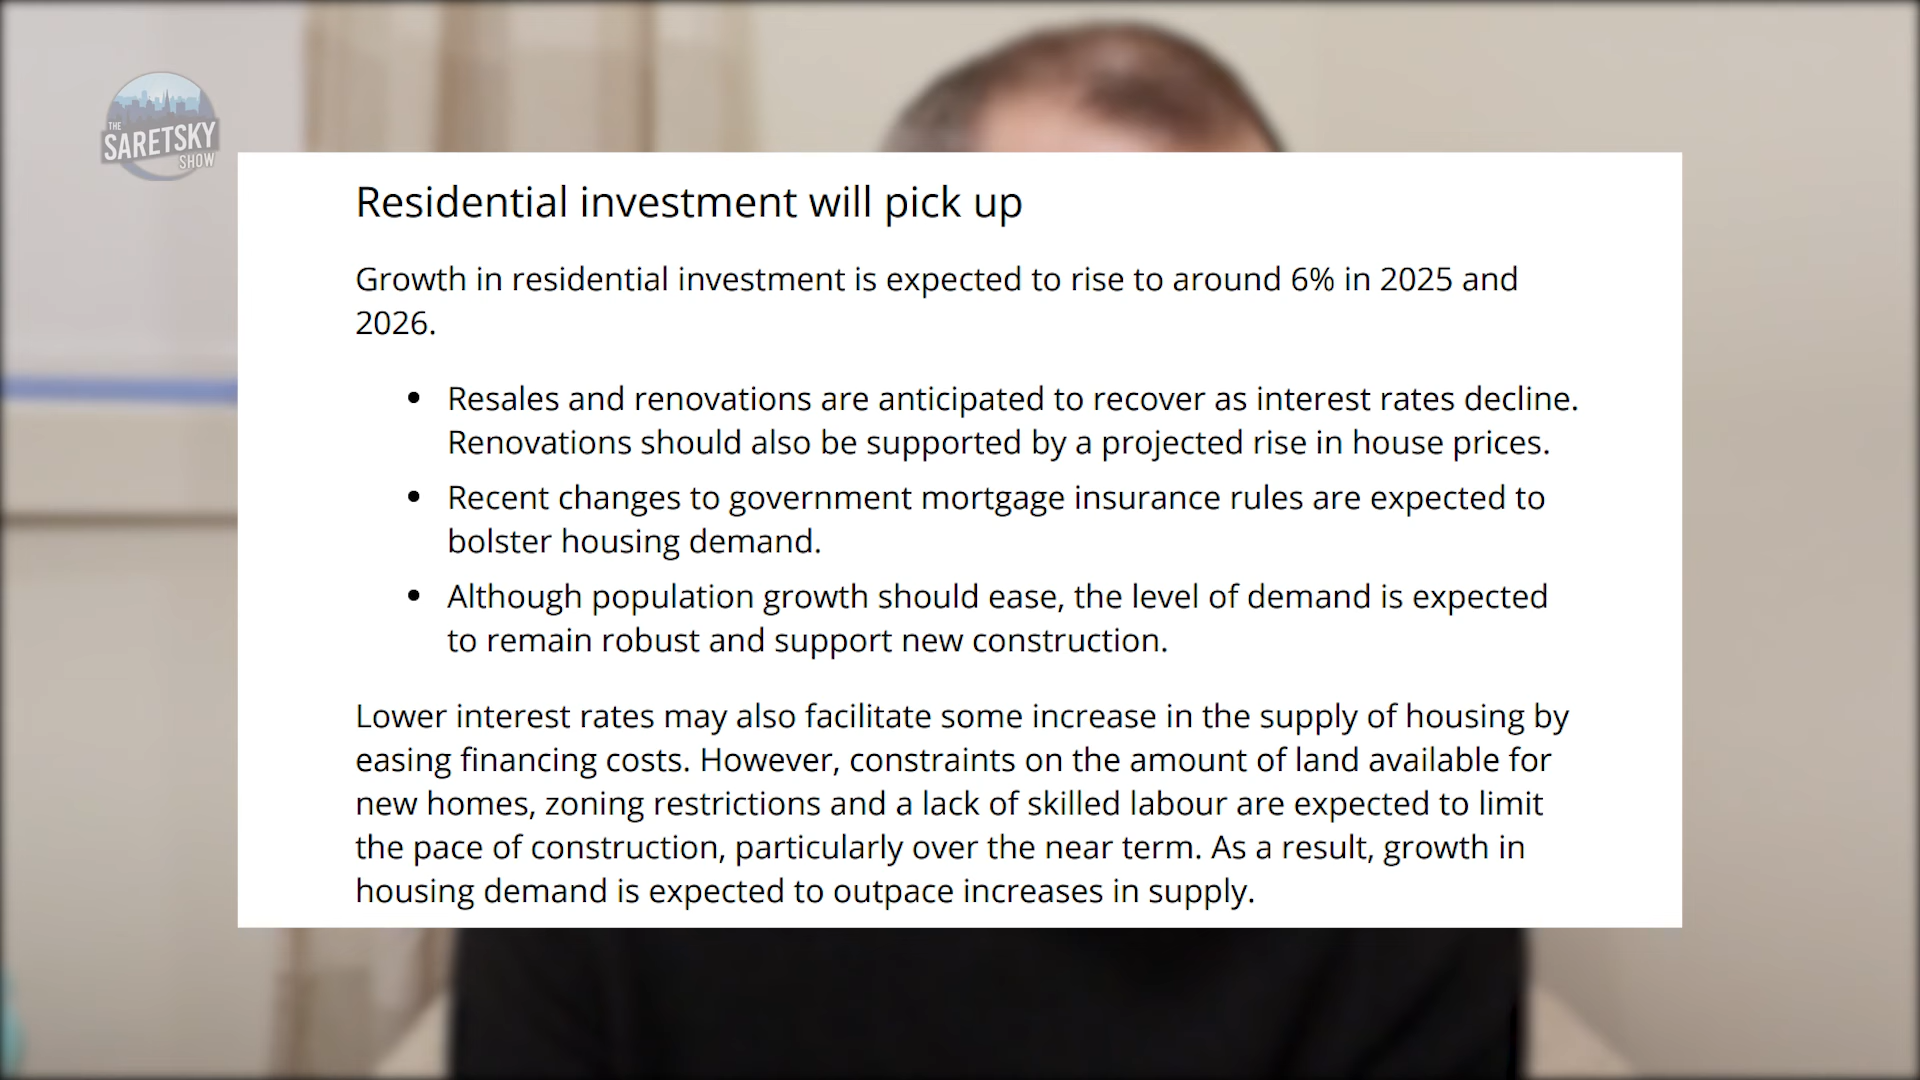 THE
SARETSKY
SHOW
Residential investment will pick up
Growth in residential investment is expected to rise to around 6% in 2025 and
2026.
• Resales and renovations are anticipated to recover as interest rates decline.
Renovations should also be supported by a projected rise in house prices.
• Recent changes to government mortgage insurance rules are expected to
bolster housing demand.
• Although population growth should ease, the level of demand is expected
to remain robust and support new construction.
Lower interest rates may also facilitate some increase in the supply of housing by
easing financing costs. However, constraints on the amount of land available for
new homes, zoning restrictions and a lack of skilled labour are expected to limit
the pace of construction, particularly over the near term. As a result, growth in
housing demand is expected to outpace increases in supply.